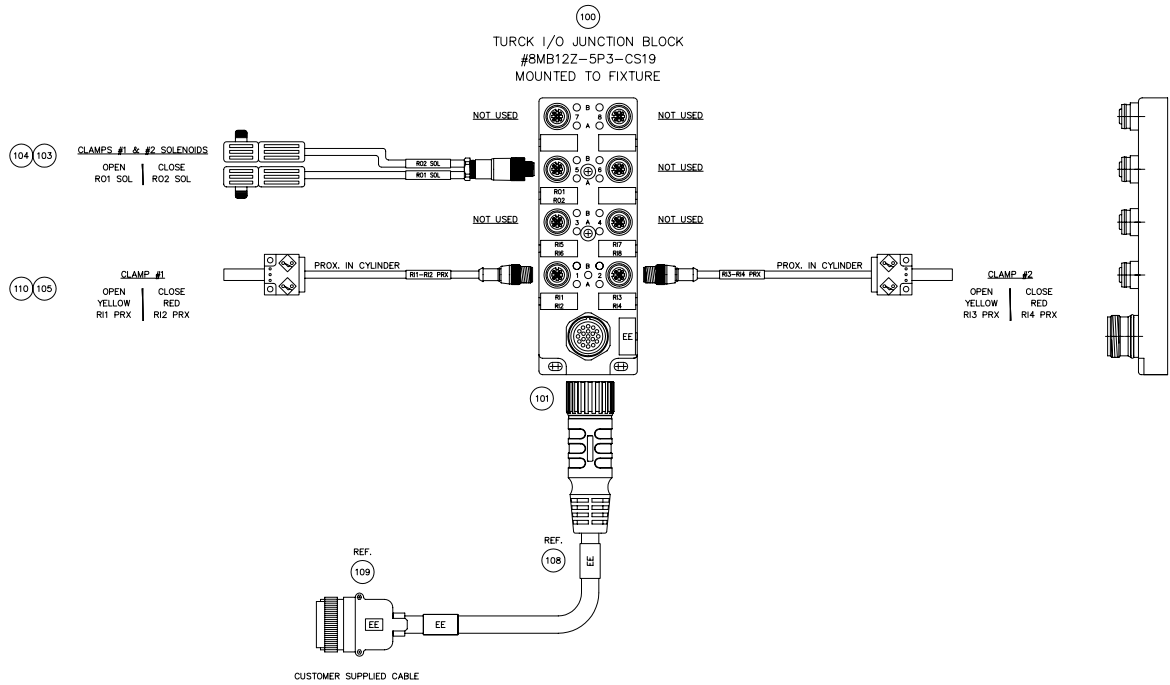 100
TURCK I/O JUNCTION BLOCK
#8MB12Z-5P3-CS19
MOUNTED TO FIXTURE
NOT USED
B
7 8
A
NOT USED
104 103
CLAMPS #1 & #2 SOLENOIDS
OPEN CLOSE
RO1 SOL RO2 SOL
RO2 SOL
RO1 SOL
B
5 6
A
NOT USED
RO1
RO2
NOT USED
B
3 A 4
NOT USED
RI5
RI6
RI7
RI8
110 105
CLAMP #1
OPEN CLOSE
YELLOW RED
RI1 PRX RI2 PRX
PROX. IN CYLINDER
RI1-RI2 PRX
B
1 2
A
RI1
RI2
RI3
RI4
RI3-RI4 PRX
PROX. IN CYLINDER
CLAMP #2
OPEN CLOSE
YELLOW RED
RI3 PRX RI4 PRX
EE
101
REF.
108
EE
REF.
109
EE
EE
CUSTOMER SUPPLIED CABLE